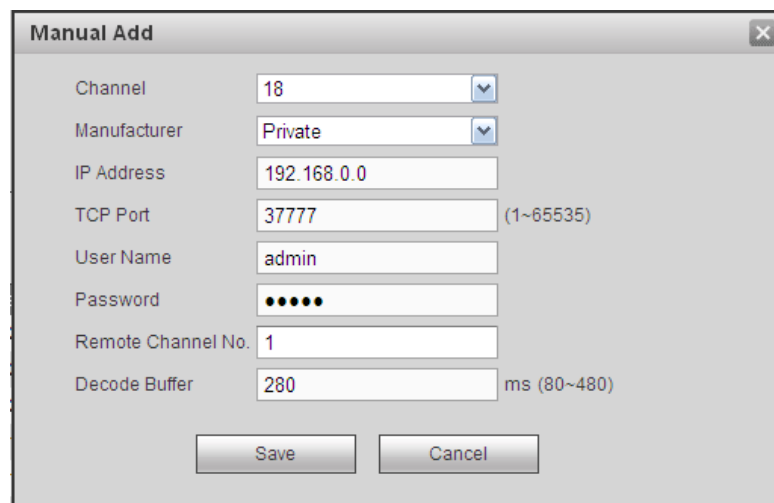 Manual Add
Channel 18
Manufacturer Private
IP Address 192.168.0.0
TCP Port 37777 (1~65535)
User Name admin
Password ●●●●●
Remote Channel No. 1
Decode Buffer 280 ms (80~480)
Save Cancel